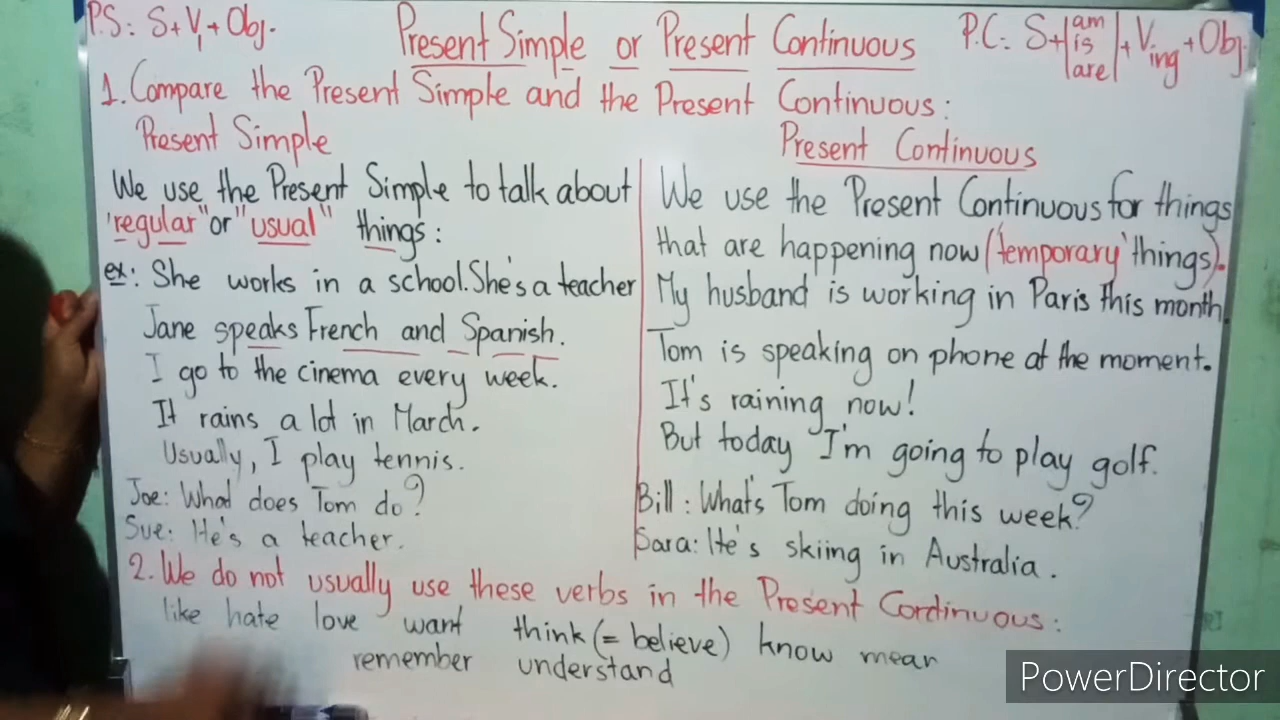 P.S: S+V1+Obj.
Present Simple or Present Continuous
P.C: S+|am is are|+Ving+Obj.
1. Compare the Present Simple and the Present Continuous:
Present Simple
We use the Present Simple to talk about
'regular" or "usual" things:
ex: She works in a school. She's a teacher
Jane speaks French and Spanish.
I go to the cinema every week.
It rains a lot in March.
Usually, I play tennis.
Joe: What does Tom do?
Sue: He's a teacher.
Present Continuous
We use the Present Continuous for things
that are happening now ('temporary' things).
My husband is working in Paris this month.
Tom is speaking on phone at the moment.
It's raining now!
But today I'm going to play golf.
Bill: What's Tom doing this week?
Sara: He's skiing in Australia.
2. We do not usually use these verbs in the Present Continuous:
like hate love want think (= believe) know mean
remember understand
PowerDirector